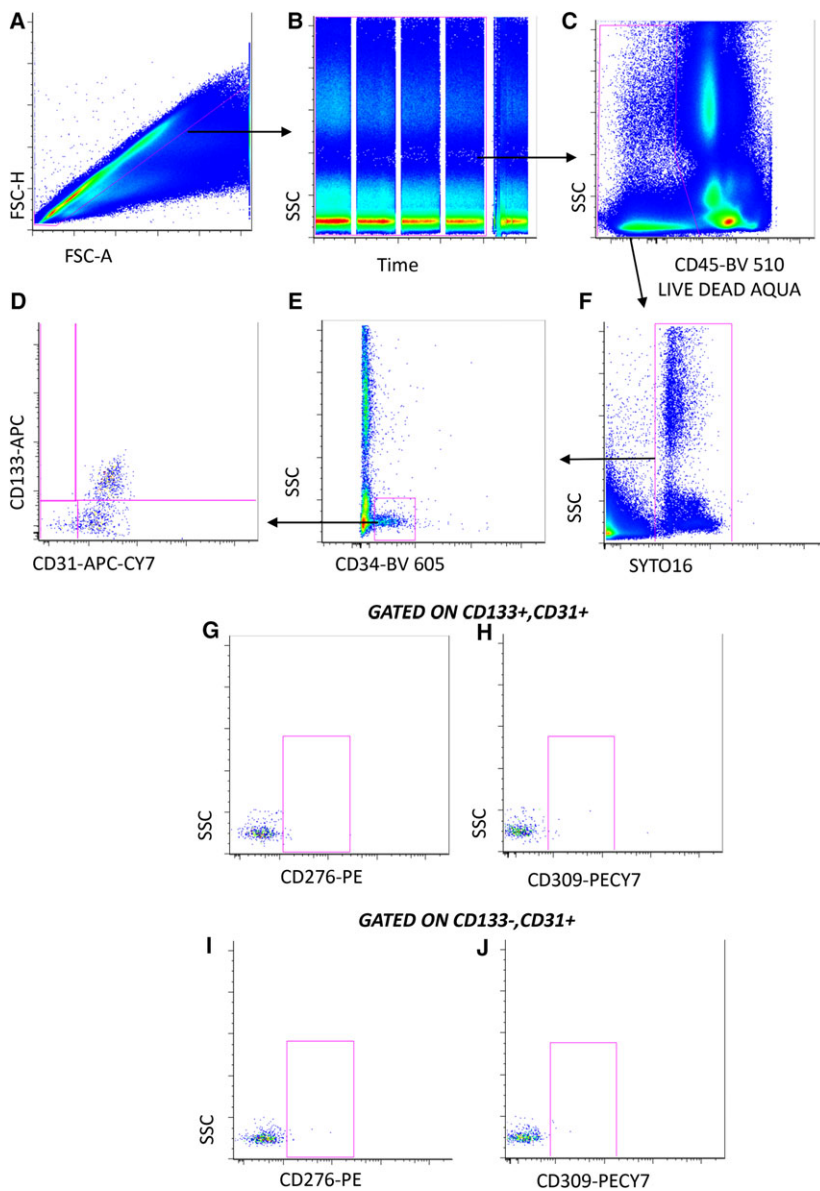 A
FSC-H
FSC-A
B
SSC
Time
C
SSC
CD45-BV 510
LIVE DEAD AQUA
D
CD133-APC
CD31-APC-CY7
E
SSC
CD34-BV 605
F
SSC
SYTO16
GATED ON CD133+,CD31+
G
SSC
CD276-PE
H
SSC
CD309-PECY7
GATED ON CD133-,CD31+
I
SSC
CD276-PE
J
SSC
CD309-PECY7